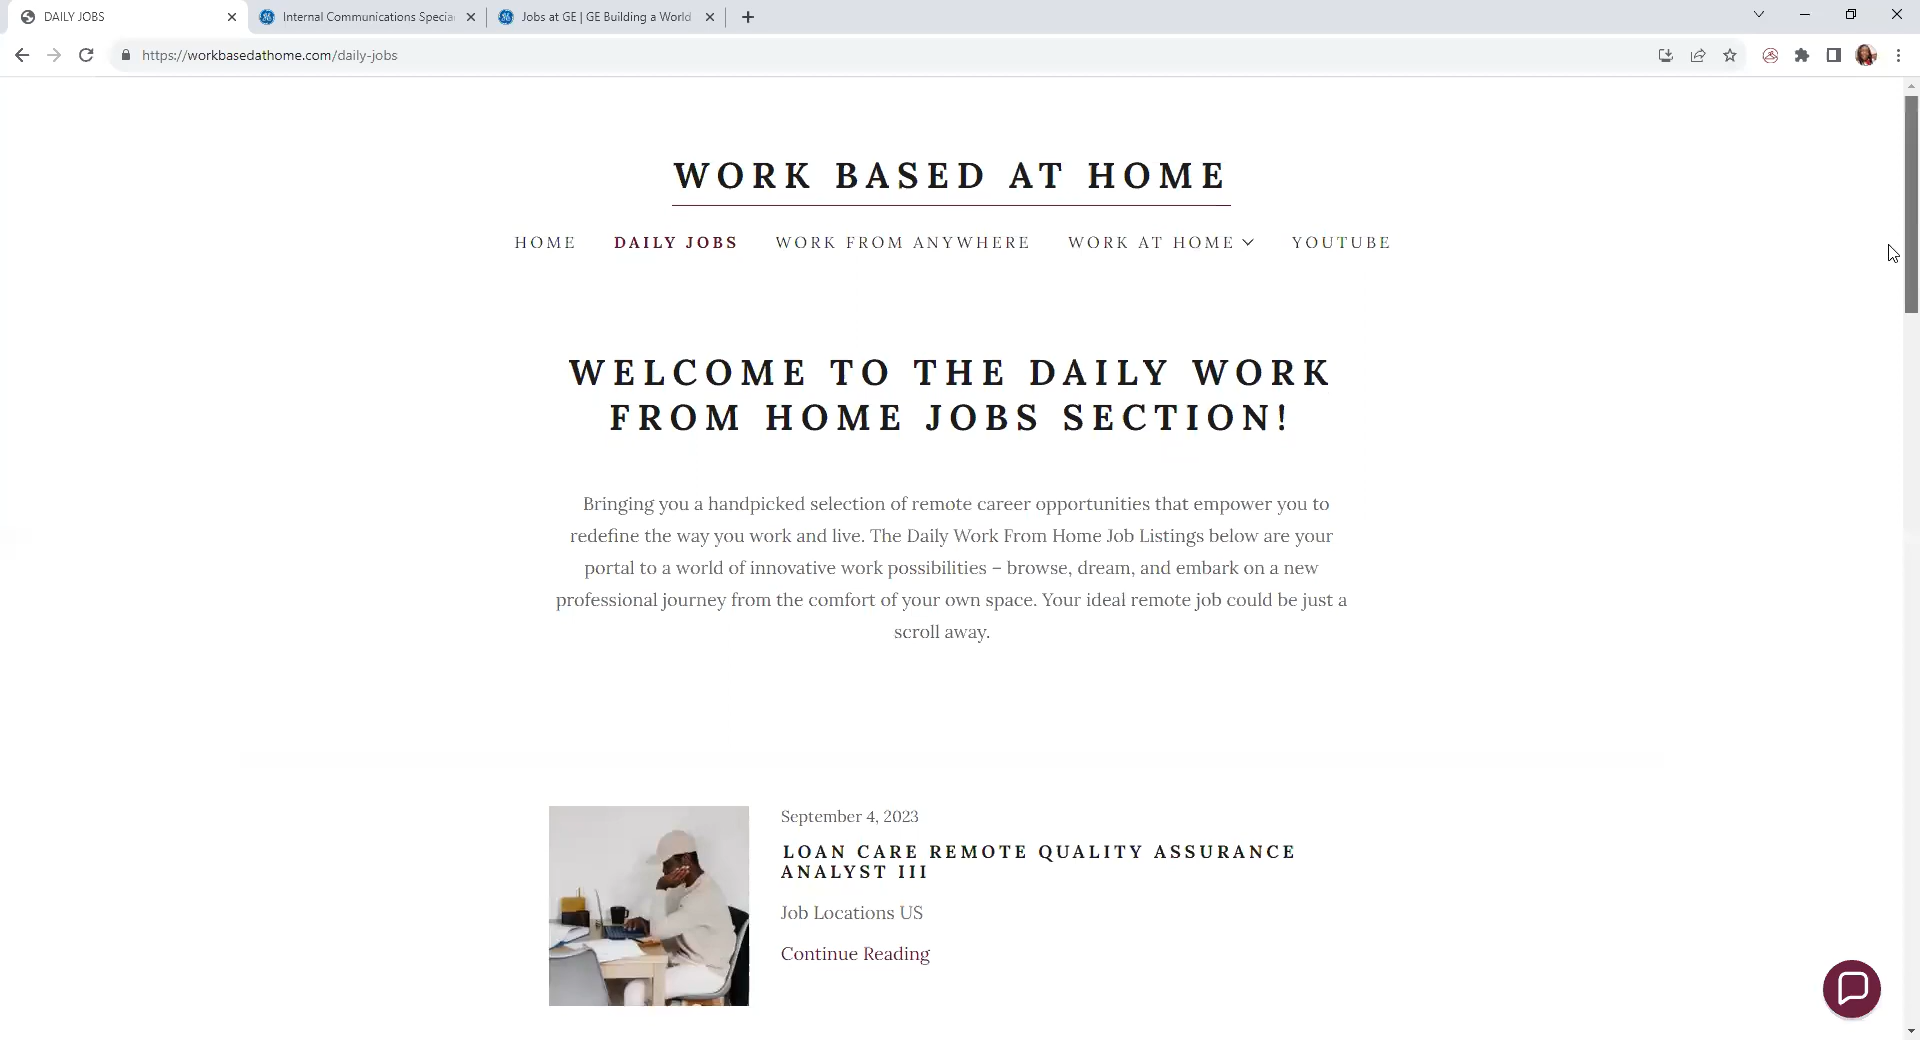 DAILY JOBS
Internal Communications Specia
Jobs at GE | GE Building a World
https://workbasedathome.com/daily-jobs
WORK BASED AT HOME
HOME DAILY JOBS WORK FROM ANYWHERE WORK AT HOME YOUTUBE
WELCOME TO THE DAILY WORK
FROM HOME JOBS SECTION!
Bringing you a handpicked selection of remote career opportunities that empower you to
redefine the way you work and live. The Daily Work From Home Job Listings below are your
portal to a world of innovative work possibilities – browse, dream, and embark on a new
professional journey from the comfort of your own space. Your ideal remote job could be just a
scroll away.
September 4, 2023
LOAN CARE REMOTE QUALITY ASSURANCE
ANALYST III
Job Locations US
Continue Reading